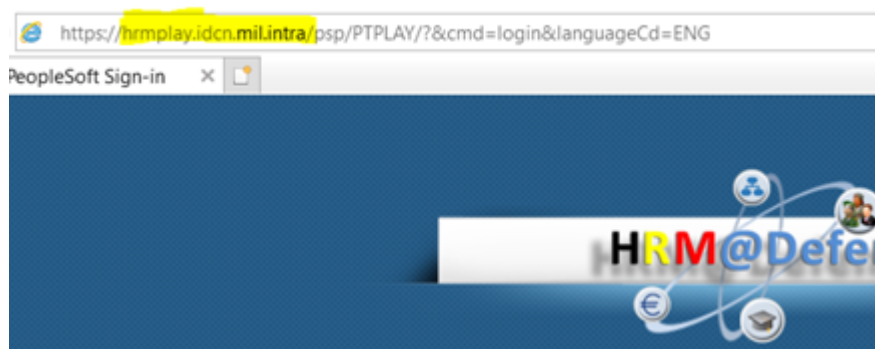 https://hrmplay.idcn.mil.intra/psp/PTPLAY/?&cmd=login&languageCd=ENG
PeopleSoft Sign-in
HRM@Defe
€